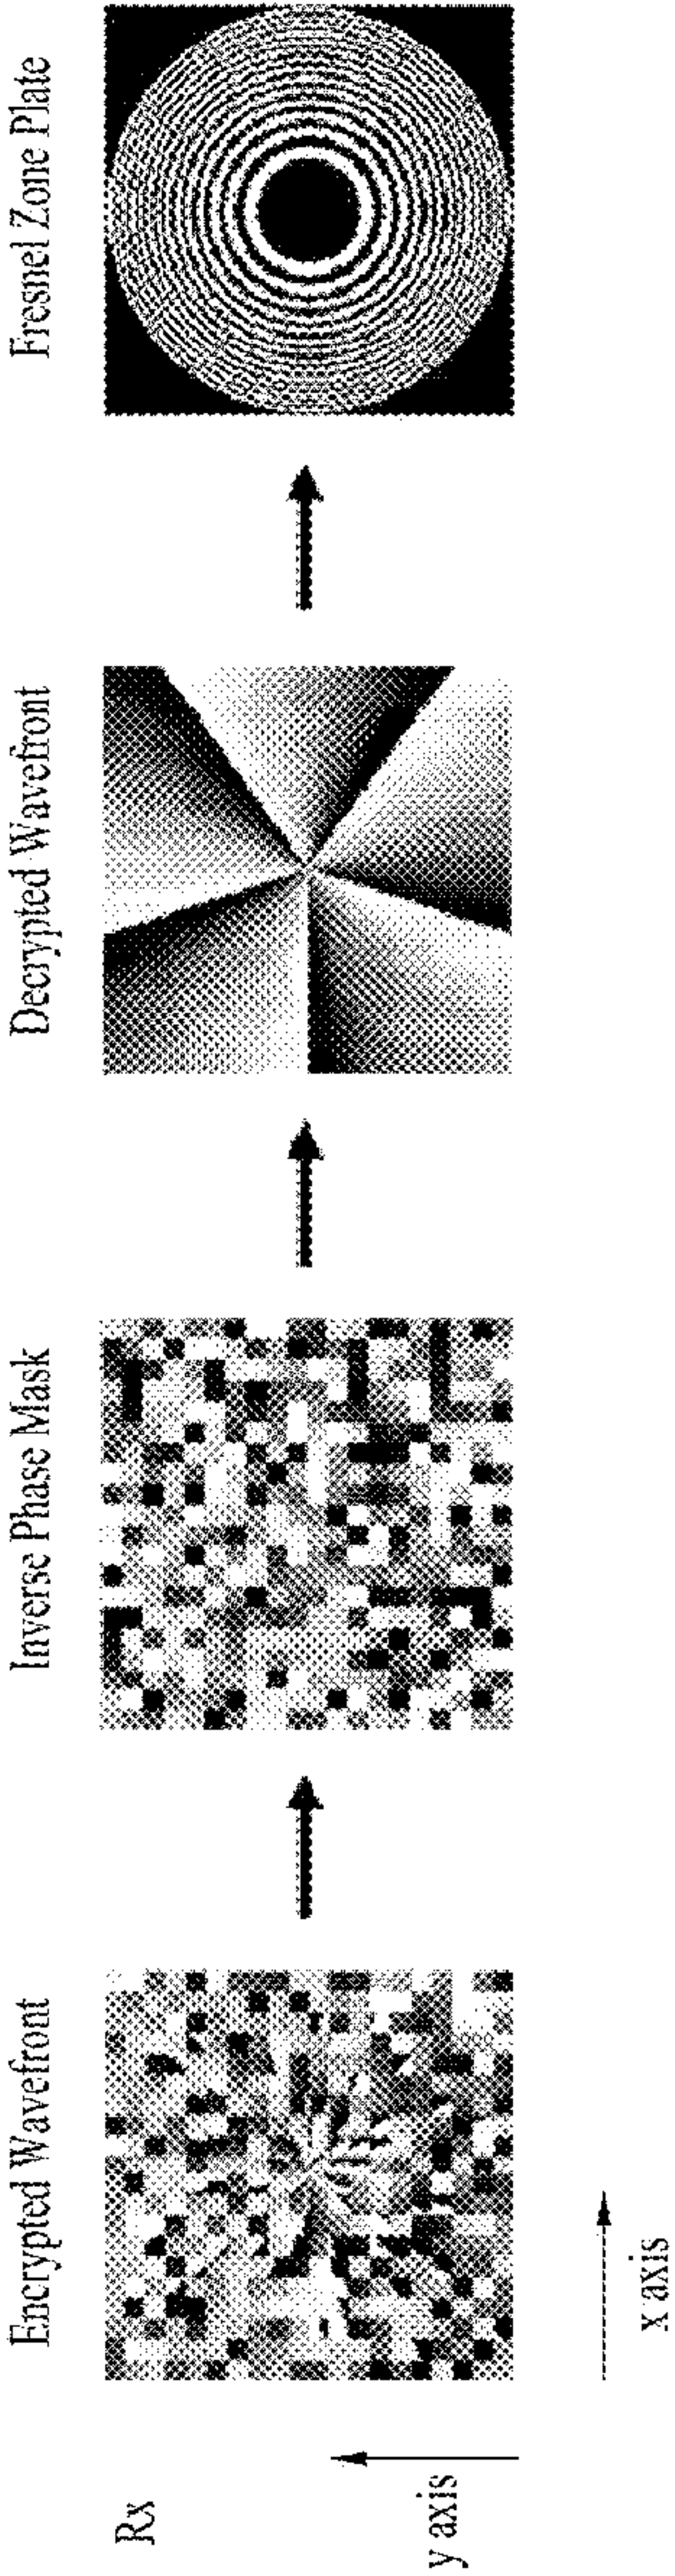 Rx
Encrypted Wavefront
Inverse Phase Mask
Decrypted Wavefront
Fresnel Zone Plate
y axis
x axis